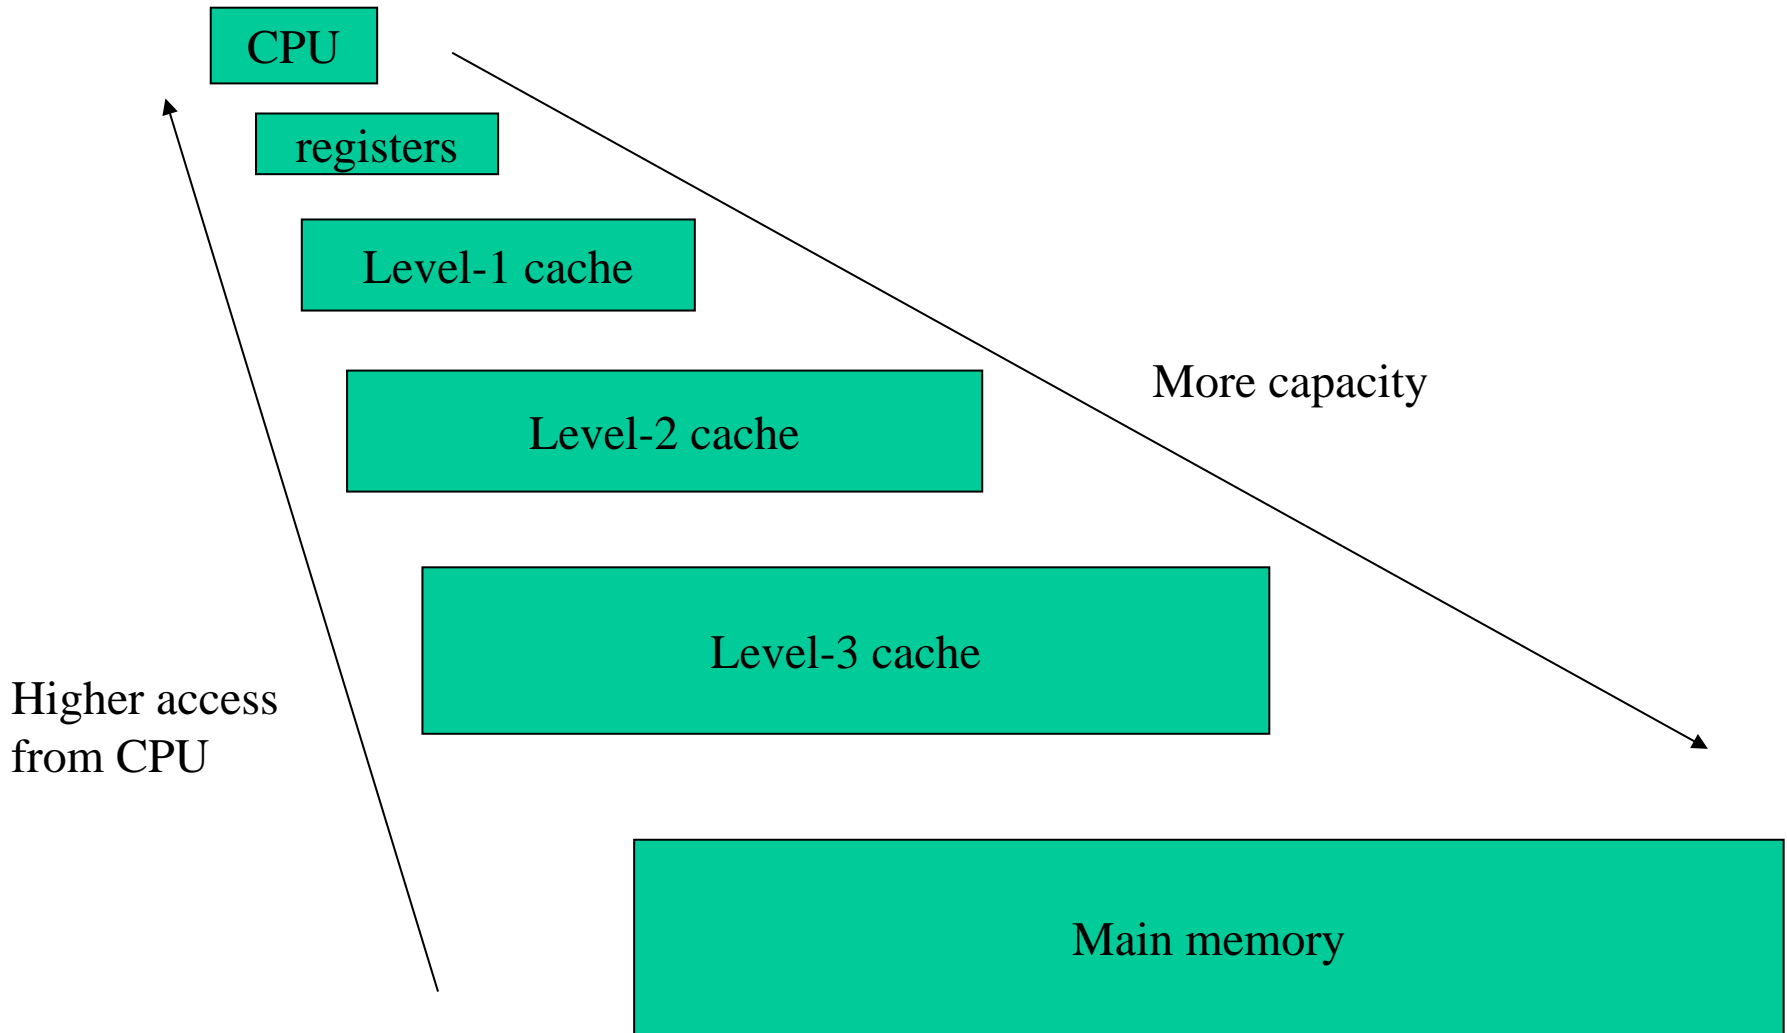 CPU
registers
Level-1 cache
More capacity
Level-2 cache
Level-3 cache
Higher access
from CPU
Main memory